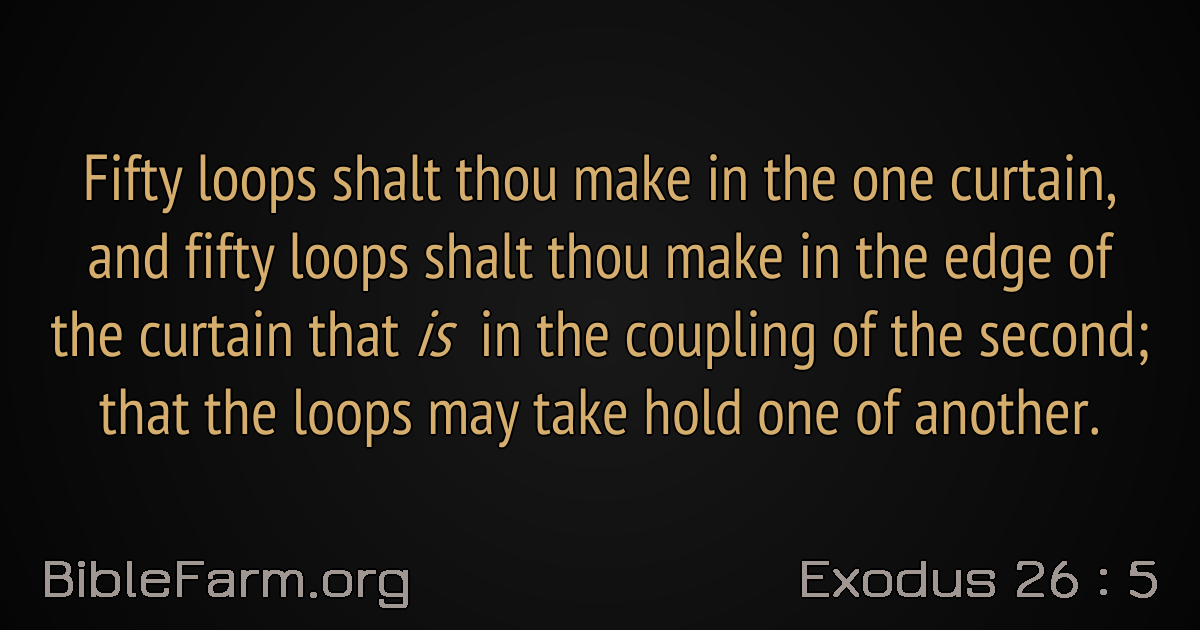 Fifty loops shalt thou make in the one curtain,
and fifty loops shalt thou make in the edge of
the curtain that is in the coupling of the second;
that the loops may take hold one of another.
BibleFarm.org
Exodus 26 : 5